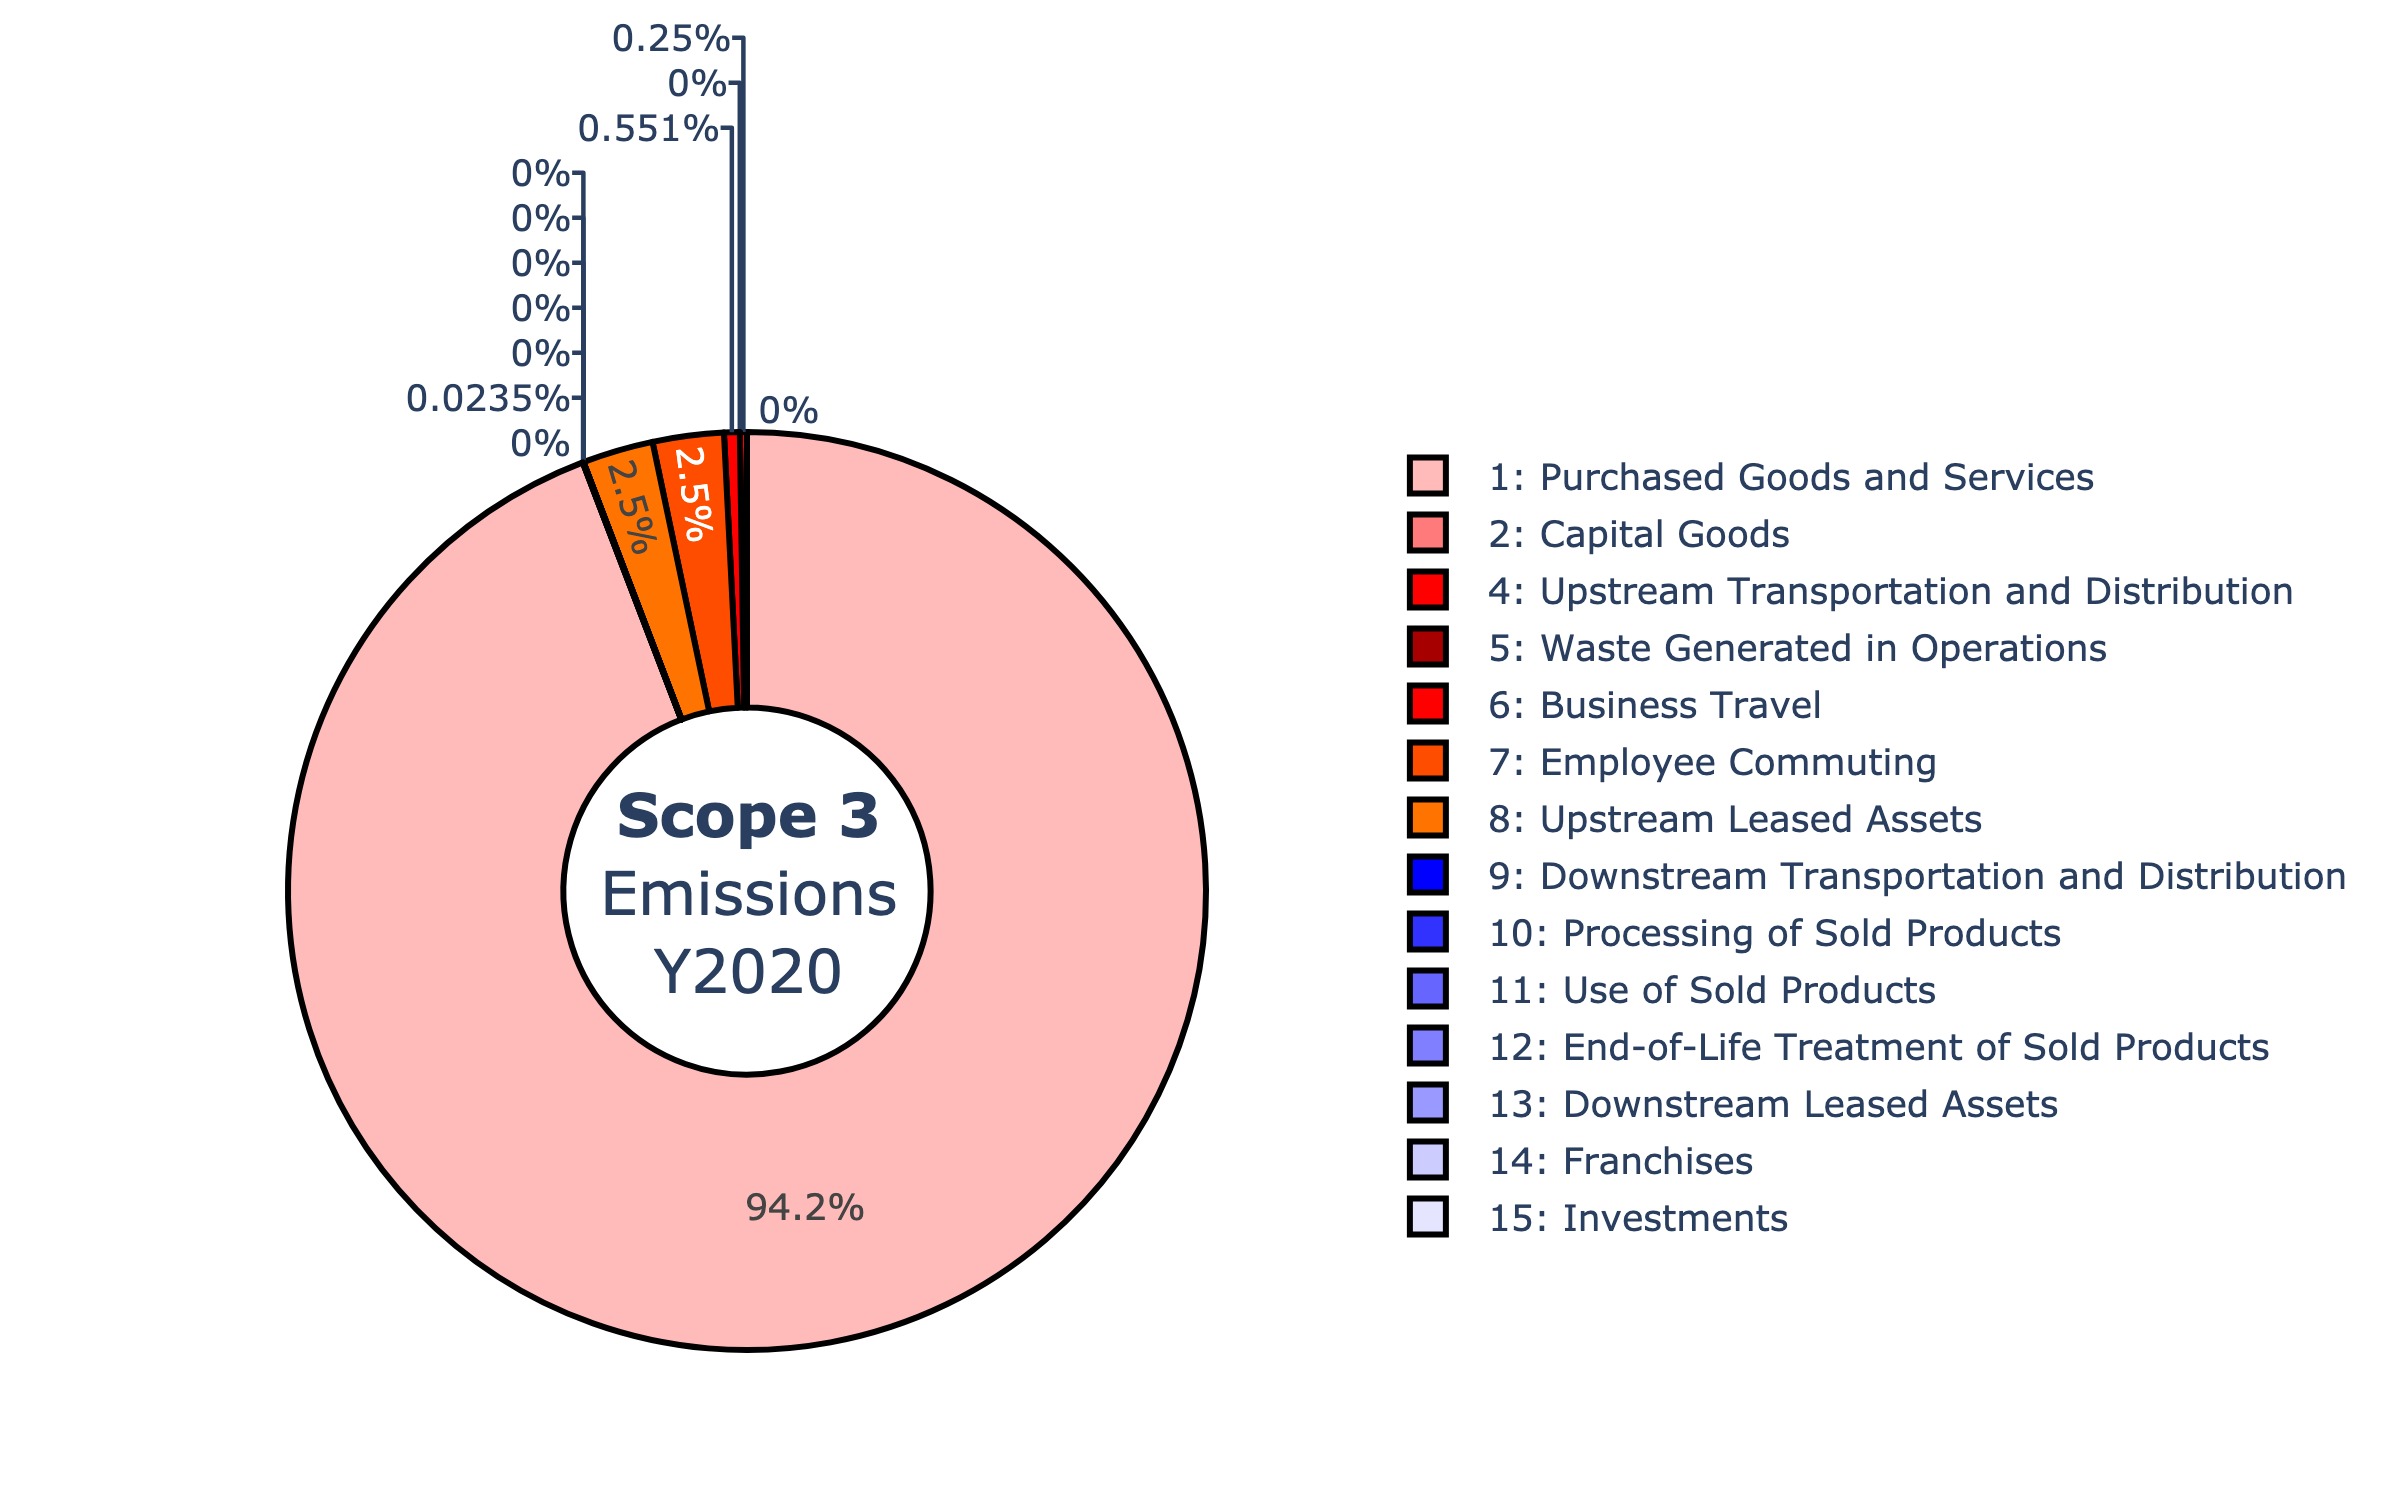 0.25%
0%
0.551%
0%
0%
0%
0%
0%
0.0235%
0%
0%
2.5%
2.5%
Scope 3
Emissions
Y2020
94.2%
1: Purchased Goods and Services
2: Capital Goods
4: Upstream Transportation and Distribution
5: Waste Generated in Operations
6: Business Travel
7: Employee Commuting
8: Upstream Leased Assets
9: Downstream Transportation and Distribution
10: Processing of Sold Products
11: Use of Sold Products
12: End-of-Life Treatment of Sold Products
13: Downstream Leased Assets
14: Franchises
15: Investments